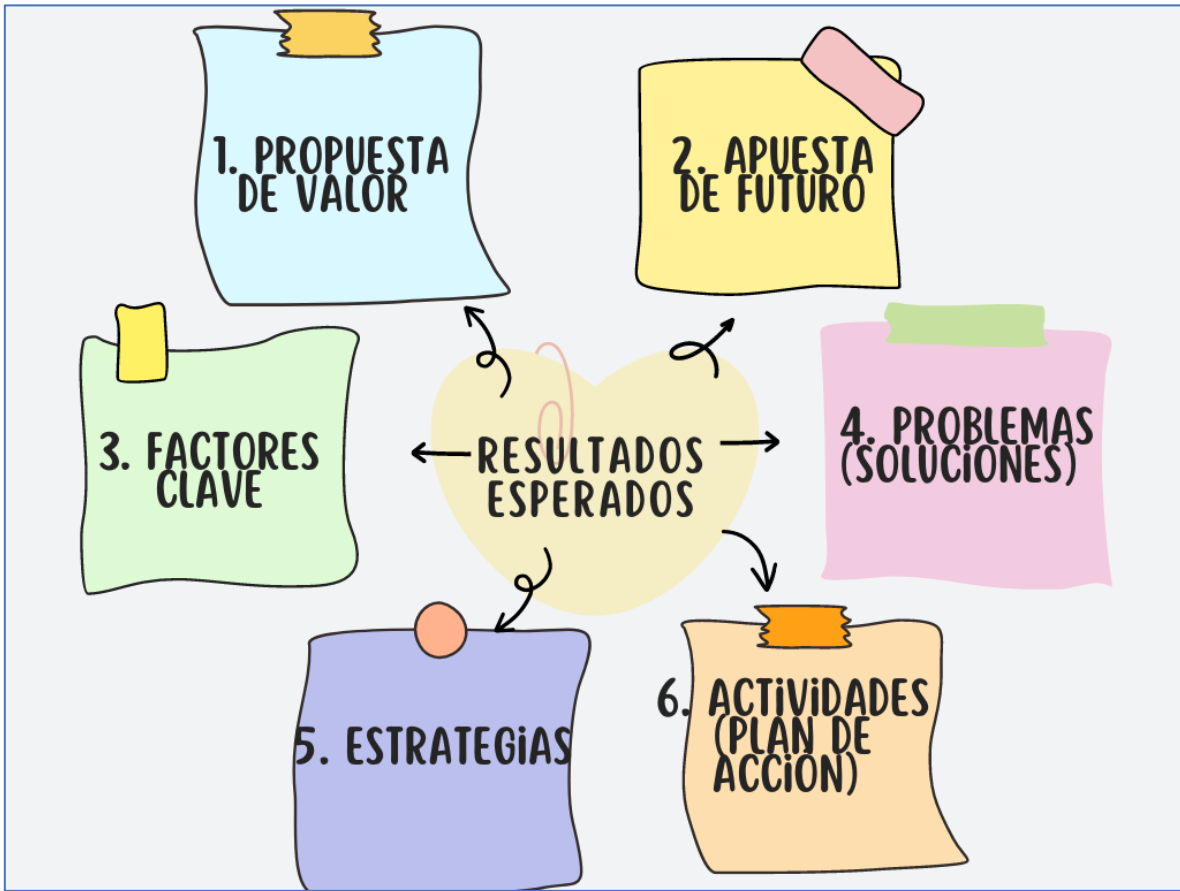 1. PROPUESTA
DE VALOR
2. APUESTA
DE FUTURO
3. FACTORES
CLAVE
RESULTADOS
ESPERADOS
4. PROBLEMAS
(SOLUCIONES)
5. ESTRATEGIAS
6. ACTIVIDADES
(PLAN DE
ACCIÓN)